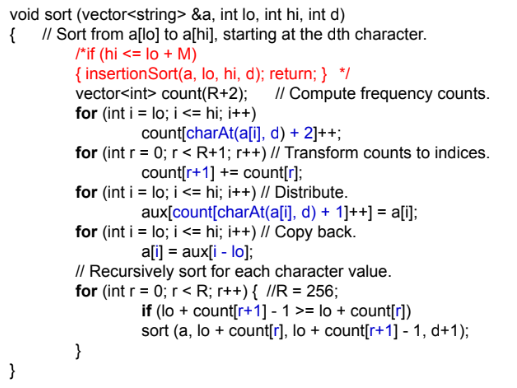 void sort (vector<string> &a, int lo, int hi, int d)
{ // Sort from a[lo] to a[hi], starting at the dth character.
/*if (hi <= lo + M)
{ insertionSort(a, lo, hi, d); return; } */
vector<int> count(R+2); // Compute frequency counts.
for (int i = lo; i <= hi; i++)
count[charAt(a[i], d) + 2]++;
for (int r = 0; r < R+1; r++) // Transform counts to indices.
count[r+1] += count[r];
for (int i = lo; i <= hi; i++) // Distribute.
aux[count[charAt(a[i], d) + 1]++] = a[i];
for (int i = lo; i <= hi; i++) // Copy back.
a[i] = aux[i - lo];
// Recursively sort for each character value.
for (int r = 0; r < R; r++) { //R = 256;
if (lo + count[r+1] - 1 >= lo + count[r])
sort (a, lo + count[r], lo + count[r+1] - 1, d+1);
}
}